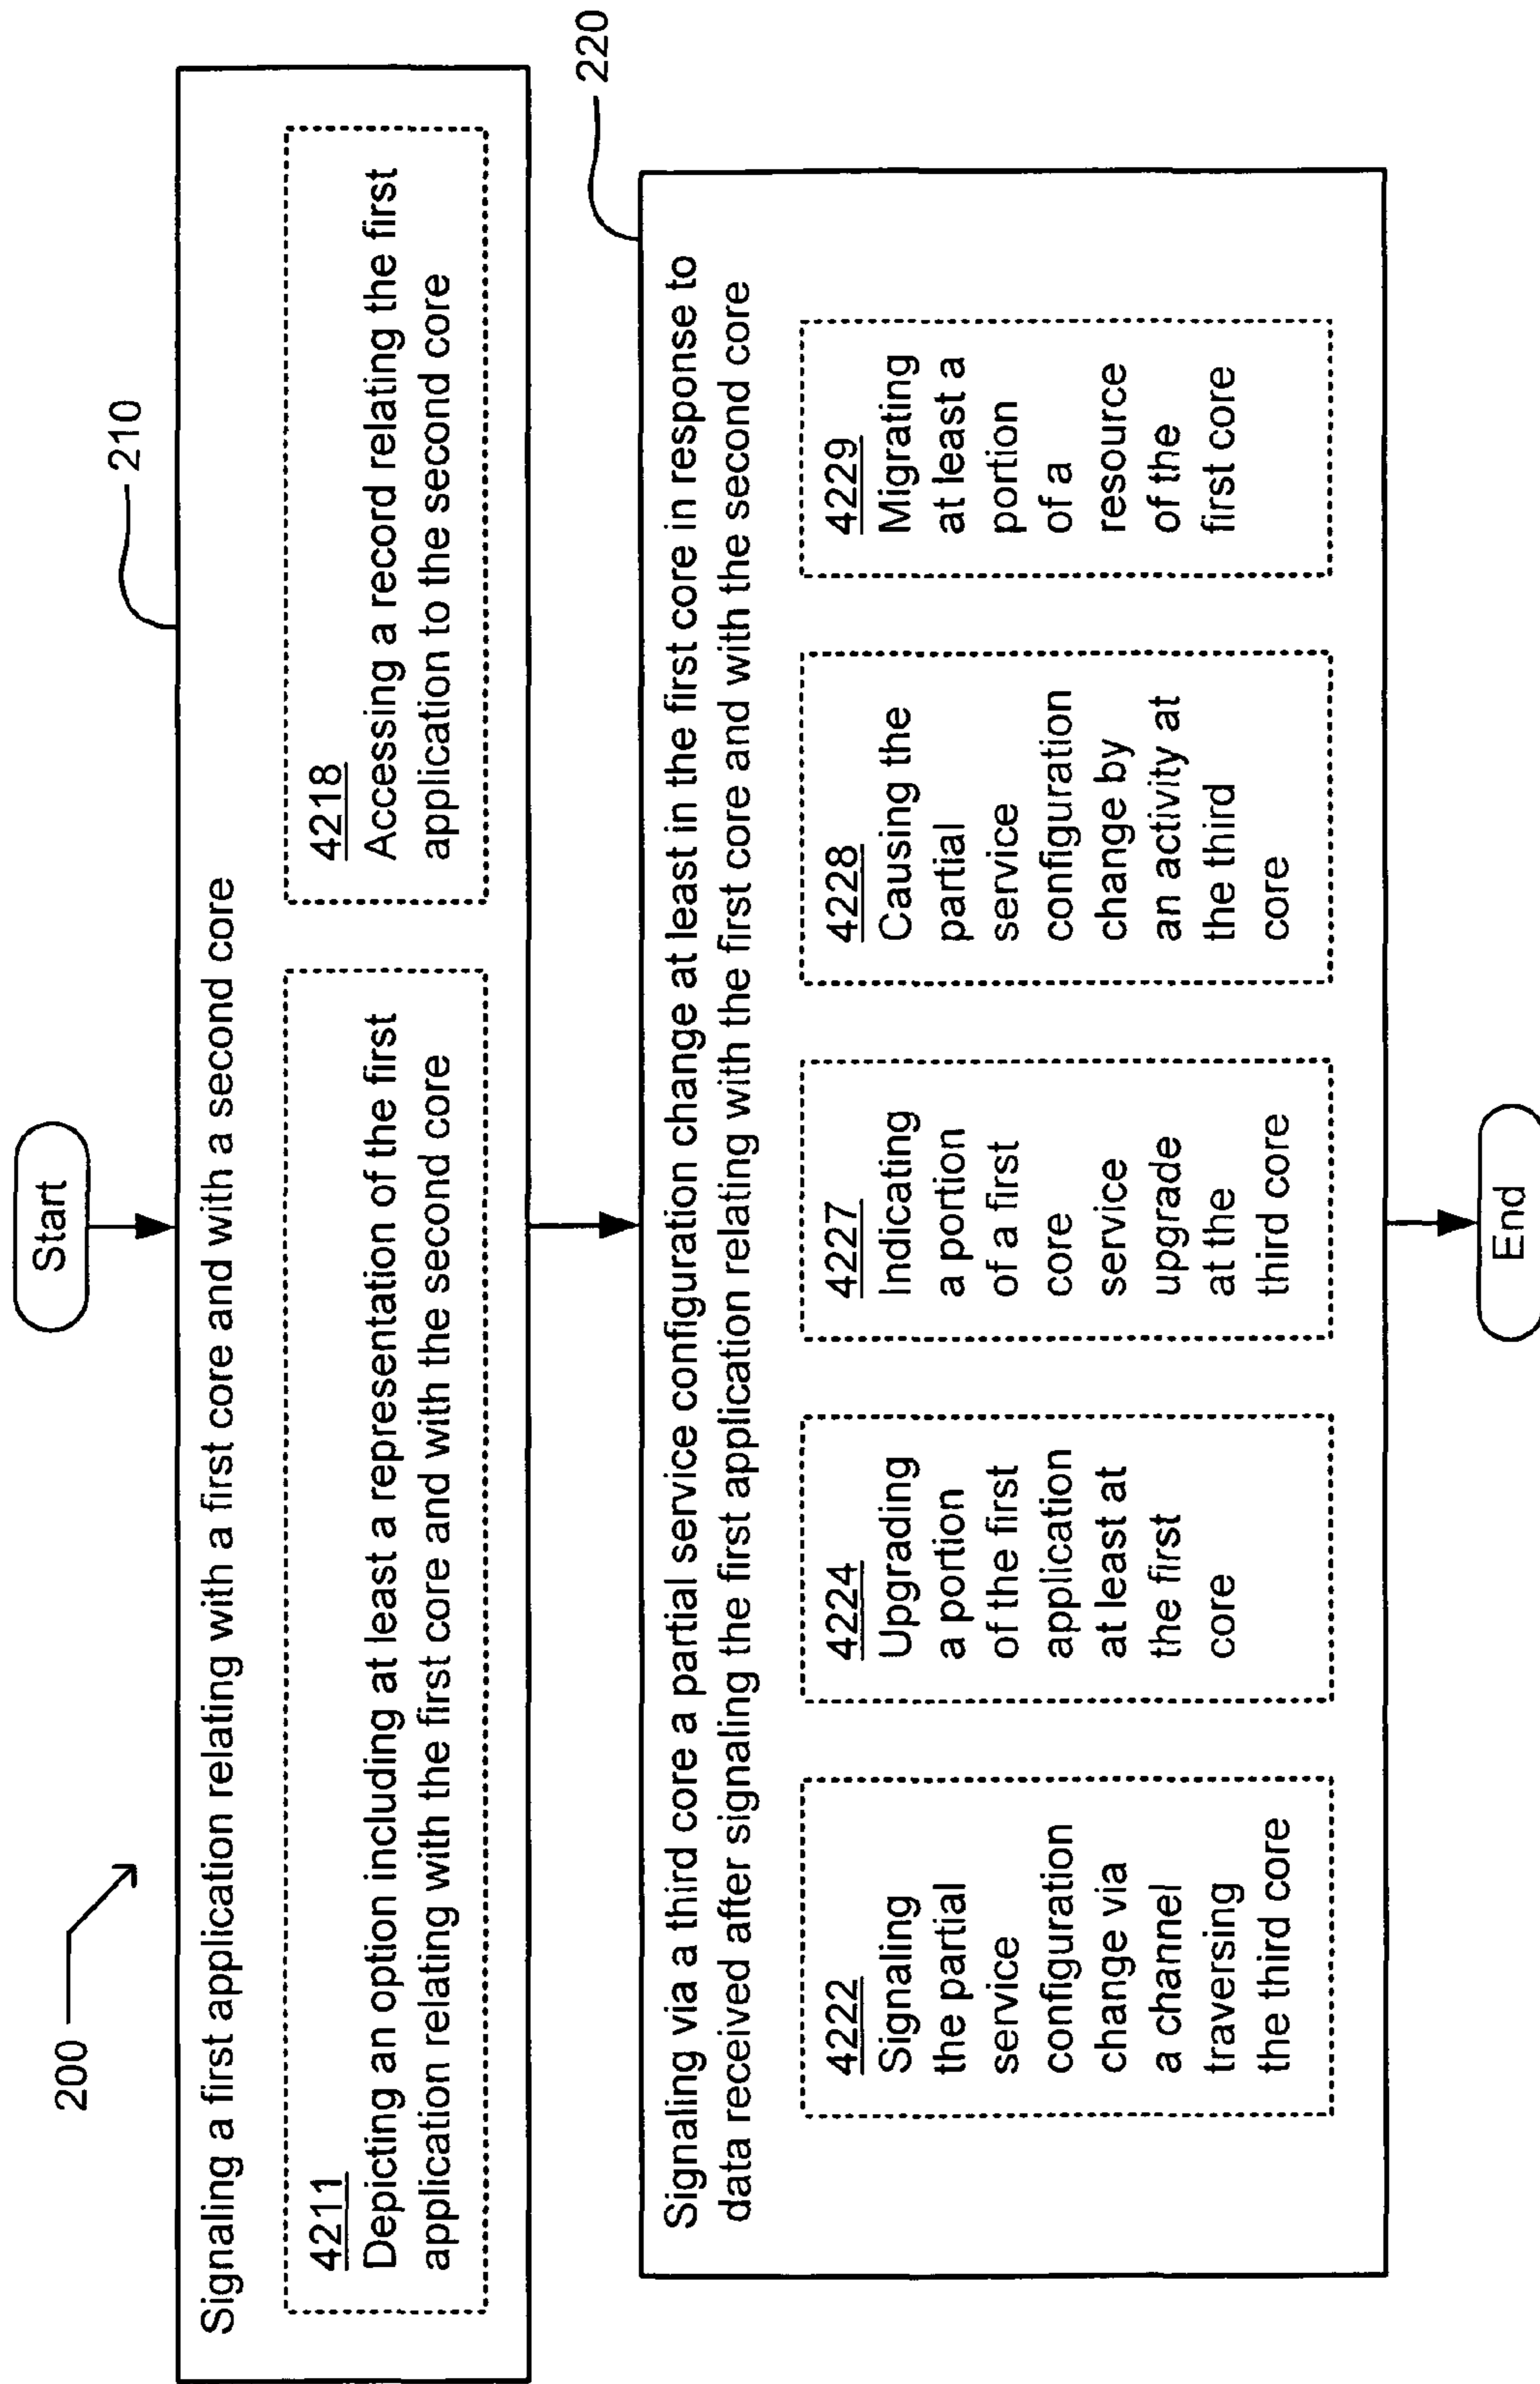 200
Start
210
Signaling a first application relating with a first core and with a second core
4211
Depicting an option including at least a representation of the first
application relating with the first core and with the second core
4218
Accessing a record relating the first
application to the second core
220
Signaling via a third core a partial service configuration change at least in the first core in response to
data received after signaling the first application relating with the first core and with the second core
4222
Signaling
the partial
service
configuration
change via
a channel
traversing
the third core
4224
Upgrading
a portion
of the first
application
at least at
the first
core
4227
Indicating
a portion
of a first
core
service
upgrade
at the
third core
4228
Causing the
partial
service
configuration
change by
an activity at
the third
core
4229
Migrating
at least a
portion
of a
resource
of the
first core
End